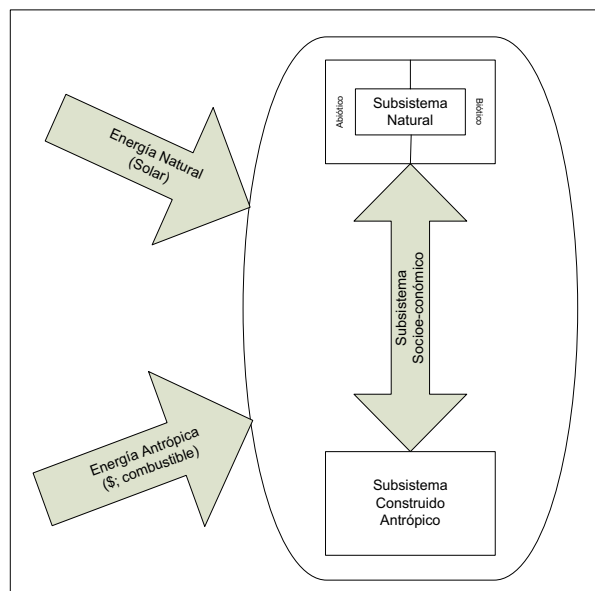 Energía Natural
(Solar)
Abiótico
Subsistema
Natural
Biótico
Subsistema
Socioe-conómico
Energía Antrópica
($; combustible)
Subsistema
Construido
Antrópico